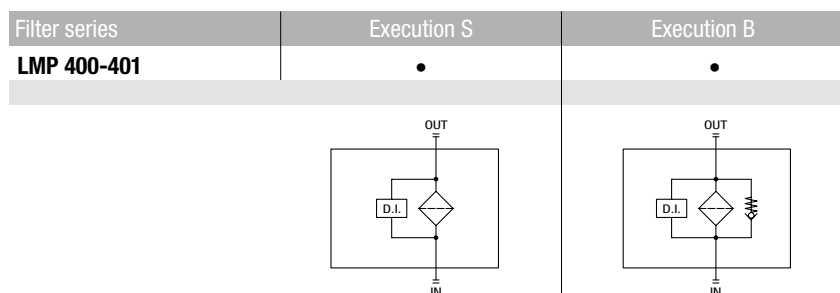 Filter series Execution S Execution B
LMP 400-401 • •
OUT OUT
D.I. D.I.
IN IN